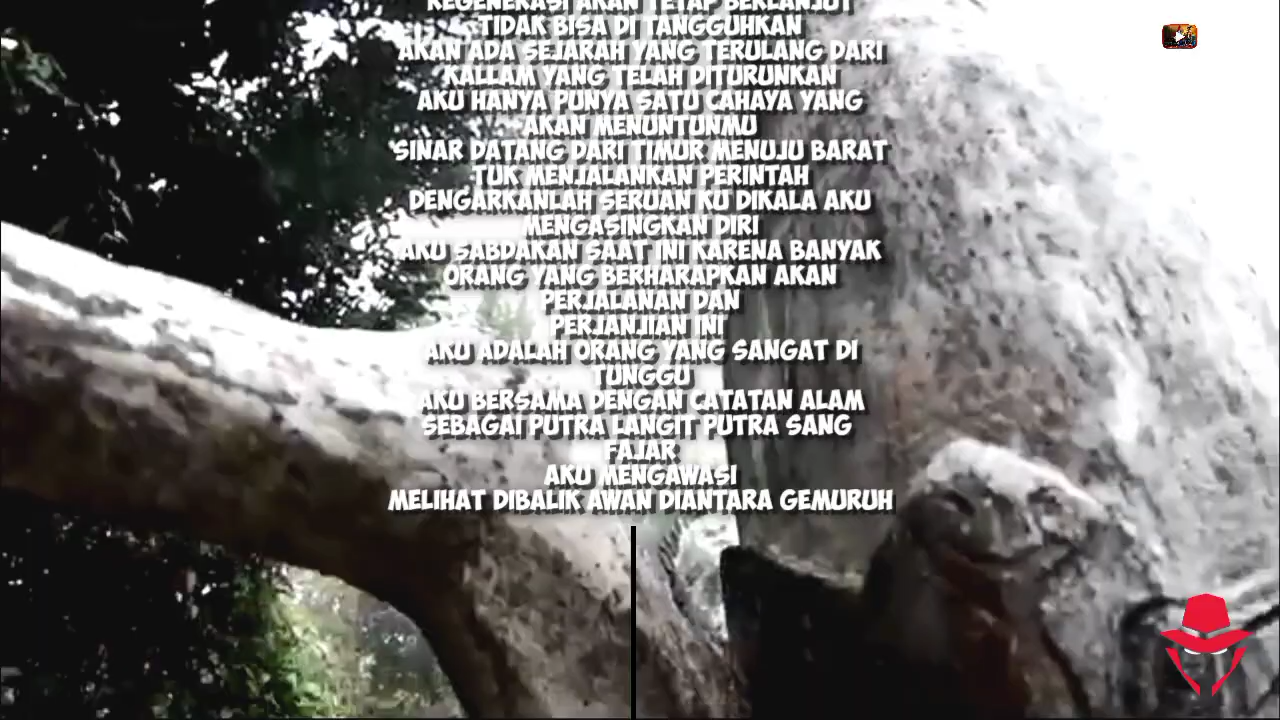 REGENERASI AKAN TETAP BERLANJUT
TIDAK BISA DI TANGGUHKAN
AKAN ADA SEJARAH YANG TERULANG DARI
KALLAM YANG TELAH DITURUNKAN
AKU HANYA PUNYA SATU CAHAYA YANG
AKAN MENUNTUNMU
SINAR DATANG DARI TIMUR MENUJU BARAT
TUK MENJALANKAN PERINTAH
DENGARKANLAH SERUAN KU DIKALA AKU
MENGASINGKAN DIRI
AKU SABDAKAN SAAT INI KARENA BANYAK
ORANG YANG BERHARAPKAN AKAN
PERJALANAN DAN
PERJANJIAN INI
AKU ADALAH ORANG YANG SANGAT DI
TUNGGU
AKU BERSAMA DENGAN CATATAN ALAM
SEBAGAI PUTRA LANGIT PUTRA SANG
FAJAR
AKU MENGAWASI
MELIHAT DIBALIK AWAN DIANTARA GEMURUH